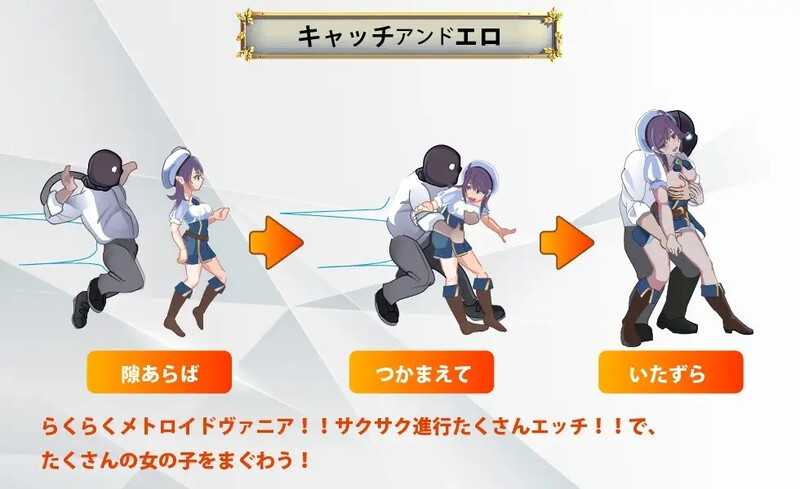 キャッチアンドエロ
隙あらば
つかまえて
いたずら
らくらくメトロイドヴァニア！！サクサク進行たくさんエッチ！！で、
たくさんの女の子をまぐわう！